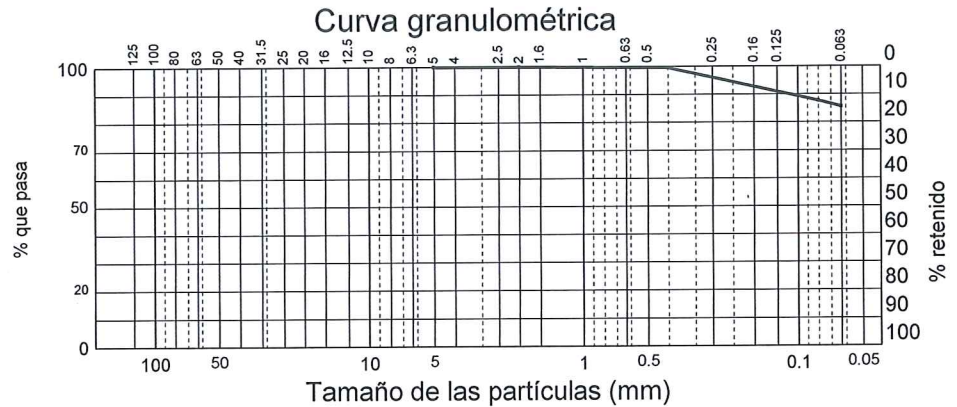 Curva granulométrica
125 100 80 63 50 40 31.5 25 20 16 12.5 10 8 6.3 5 4 2.5 2 1.6 1 0.63 0.5 0.25 0.16 0.125 0.063
100
70
50
20
0
% que pasa
0
10
20
30
40
50
60
70
80
90
100
% retenido
100 50 10 5 1 0.5 0.1 0.05
Tamaño de las partículas (mm)